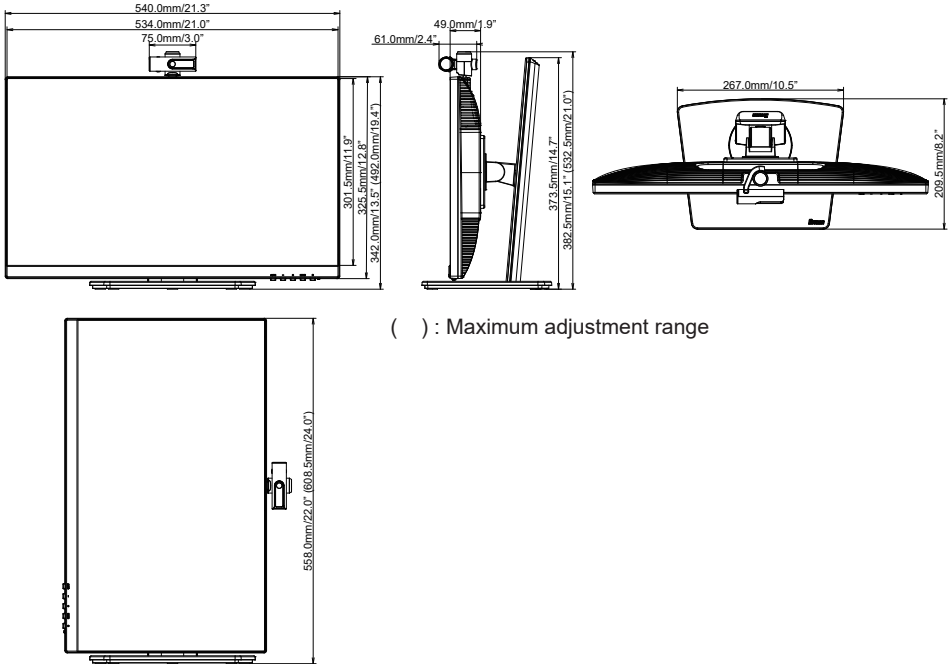 540.0mm/21.3”
534.0mm/21.0”
75.0mm/3.0”
301.5mm/11.9”
325.5mm/12.8”
342.0mm/13.5” (492.0mm/19.4”)
49.0mm/1.9”
61.0mm/2.4”
373.5mm/14.7”
382.5mm/15.1” (532.5mm/21.0”)
267.0mm/10.5”
209.5mm/8.2”
( ) : Maximum adjustment range
558.0mm/22.0” (608.5mm/24.0”)